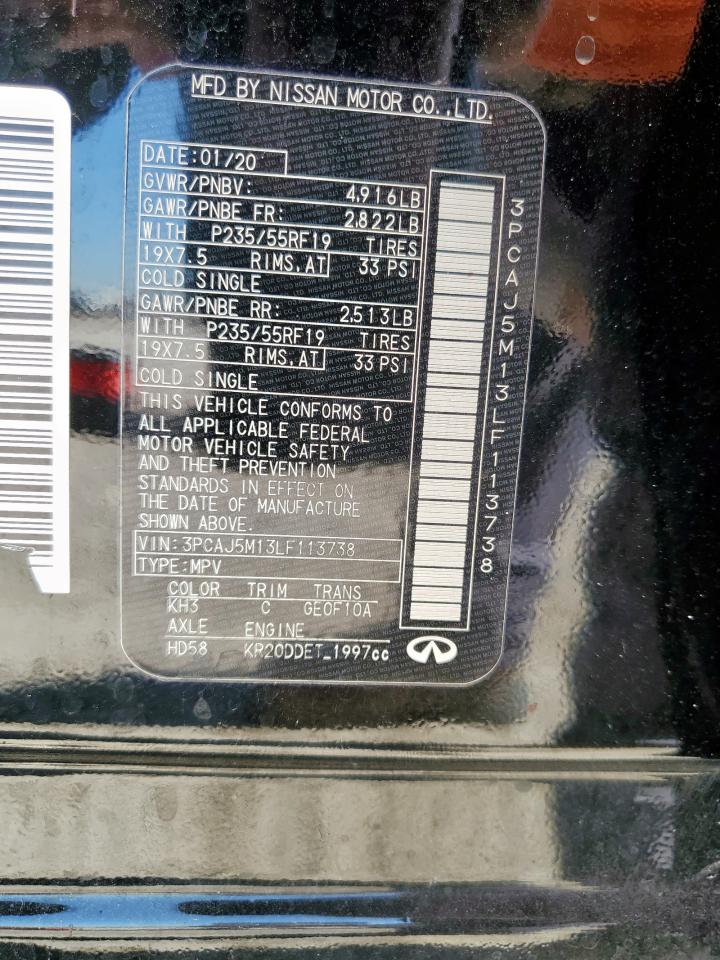 MFD BY NISSAN MOTOR CO.,LTD.
DATE:01/20
GVWR/PNBV: 4,916LB
GAWR/PNBE FR: 2,822LB
WITH P235/55RF19 TIRES
19X7.5 RIMS,AT 33 PSI
COLD SINGLE
GAWR/PNBE RR: 2,513LB
WITH P235/55RF19 TIRES
19X7.5 RIMS,AT 33 PSI
COLD SINGLE
THIS VEHICLE CONFORMS TO
ALL APPLICABLE FEDERAL
MOTOR VEHICLE SAFETY
AND THEFT PREVENTION
STANDARDS IN EFFECT ON
THE DATE OF MANUFACTURE
SHOWN ABOVE.
VIN:3PCAJ5M13LF113738
TYPE:MPV
COLOR TRIM TRANS
KH3 C GE0F10A
AXLE ENGINE
HD58 KR20DDET_1997cc
3PCAJ5M13LF113738